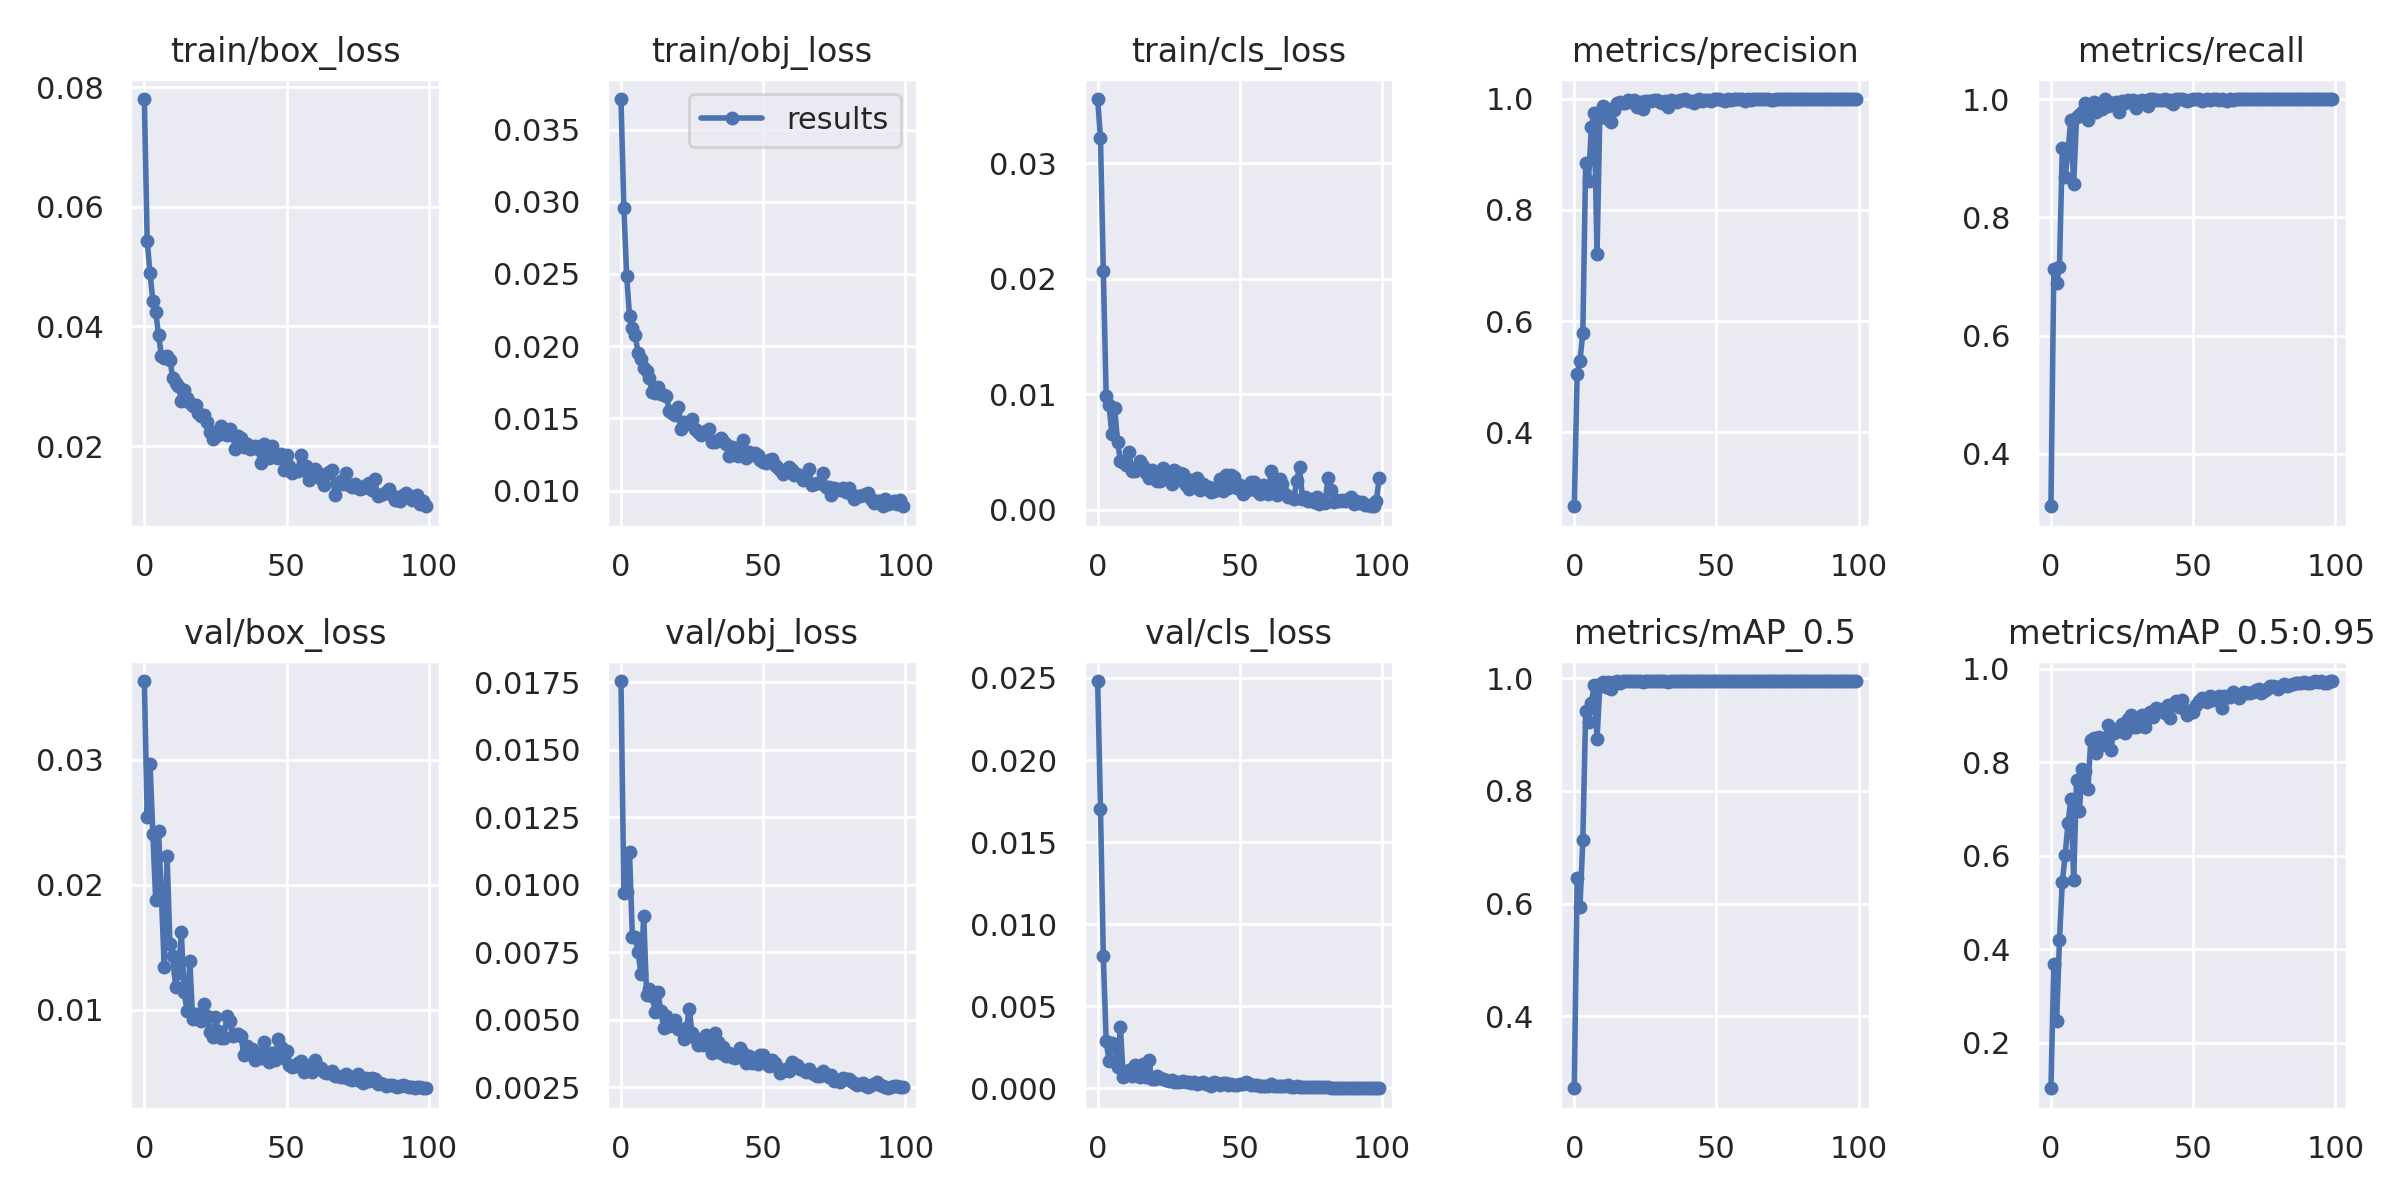 train/box_loss
0.08
0.06
0.04
0.02
0 50 100
train/obj_loss
results
0.035
0.030
0.025
0.020
0.015
0.010
0 50 100
train/cls_loss
0.03
0.02
0.01
0.00
0 50 100
metrics/precision
1.0
0.8
0.6
0.4
0 50 100
metrics/recall
1.0
0.8
0.6
0.4
0 50 100
val/box_loss
0.03
0.02
0.01
0 50 100
val/obj_loss
0.0175
0.0150
0.0125
0.0100
0.0075
0.0050
0.0025
0 50 100
val/cls_loss
0.025
0.020
0.015
0.010
0.005
0.000
0 50 100
metrics/mAP_0.5
1.0
0.8
0.6
0.4
0 50 100
metrics/mAP_0.5:0.95
1.0
0.8
0.6
0.4
0.2
0 50 100